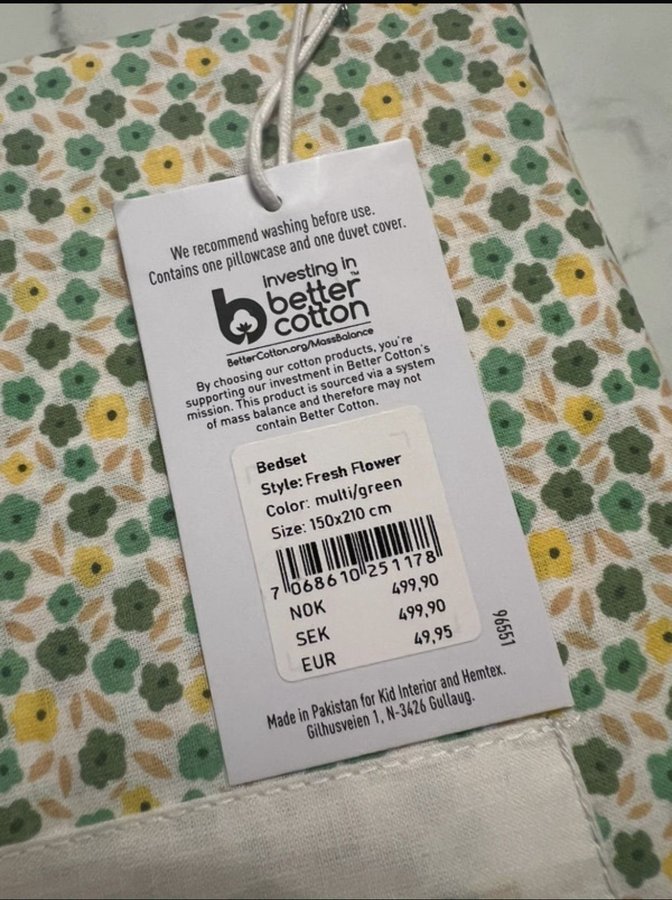 We recommend washing before use.
Contains one pillowcase and one duvet cover.
investing in
better™
cotton
BetterCotton.org/MassBalance
By choosing our cotton products, you're
supporting our investment in Better Cotton's
mission. This product is sourced via a system
of mass balance and therefore may not
contain Better Cotton.
Bedset
Style: Fresh Flower
Color: multi/green
Size: 150x210 cm
7 068610 251178
NOK 499,90
SEK 499,90
EUR 49,95
96551
Made in Pakistan for Kid Interior and Hemtex.
Gilhusveien 1, N-3426 Gullaug.